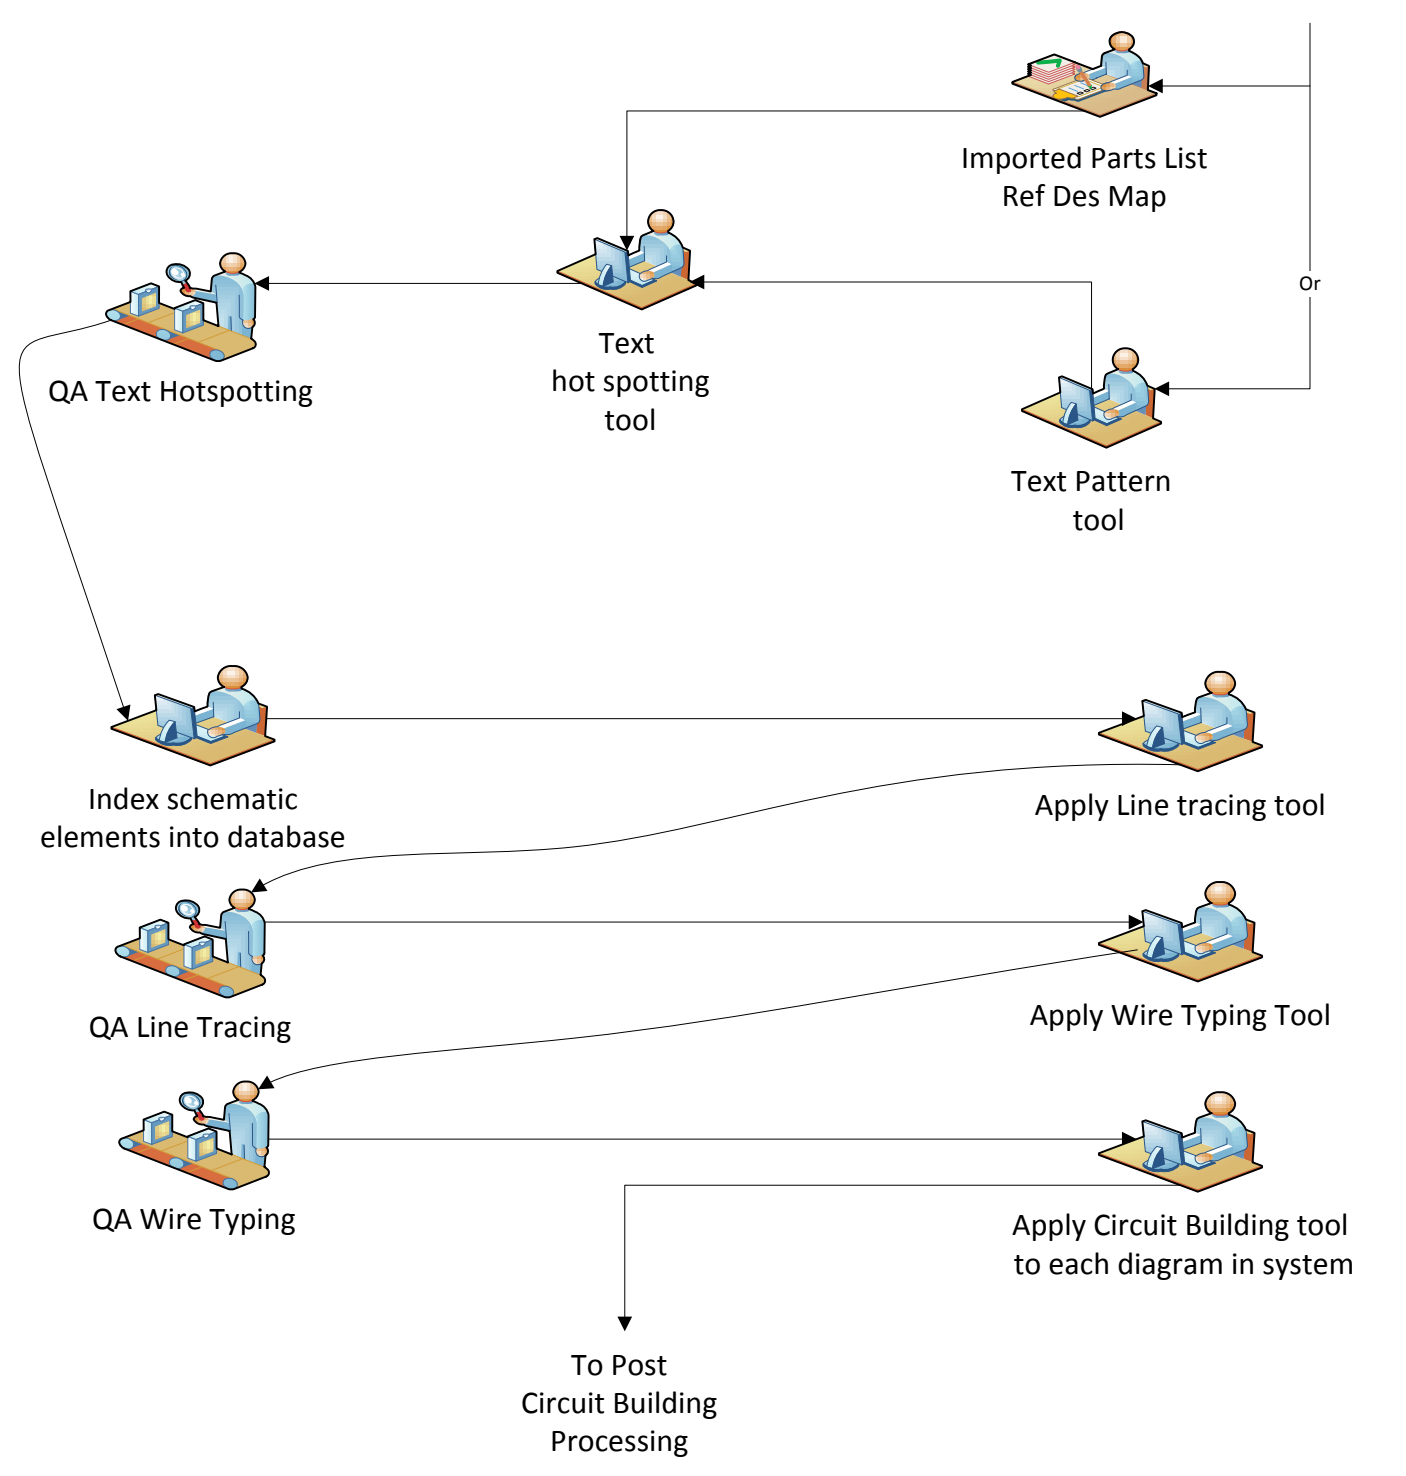 Imported Parts List
Ref Des Map
Or
Text
hot spotting
tool
QA Text Hotspotting
Text Pattern
tool
Index schematic
elements into database
Apply Line tracing tool
QA Line Tracing
Apply Wire Typing Tool
QA Wire Typing
Apply Circuit Building tool
to each diagram in system
To Post
Circuit Building
Processing